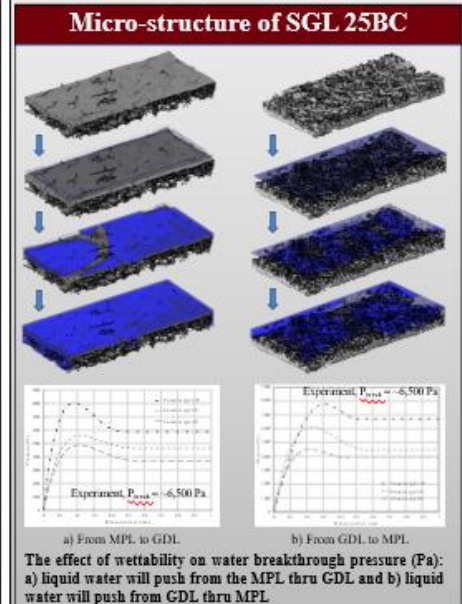 Micro-structure of SGL 25BC
Experiment, Pbreak = ~6,500 Pa
Experiment, Pbreak = ~6,500 Pa
a) From MPL to GDL
b) From GDL to MPL
The effect of wettability on water breakthrough pressure (Pa):
a) liquid water will push from the MPL thru GDL and b) liquid
water will push from GDL thru MPL